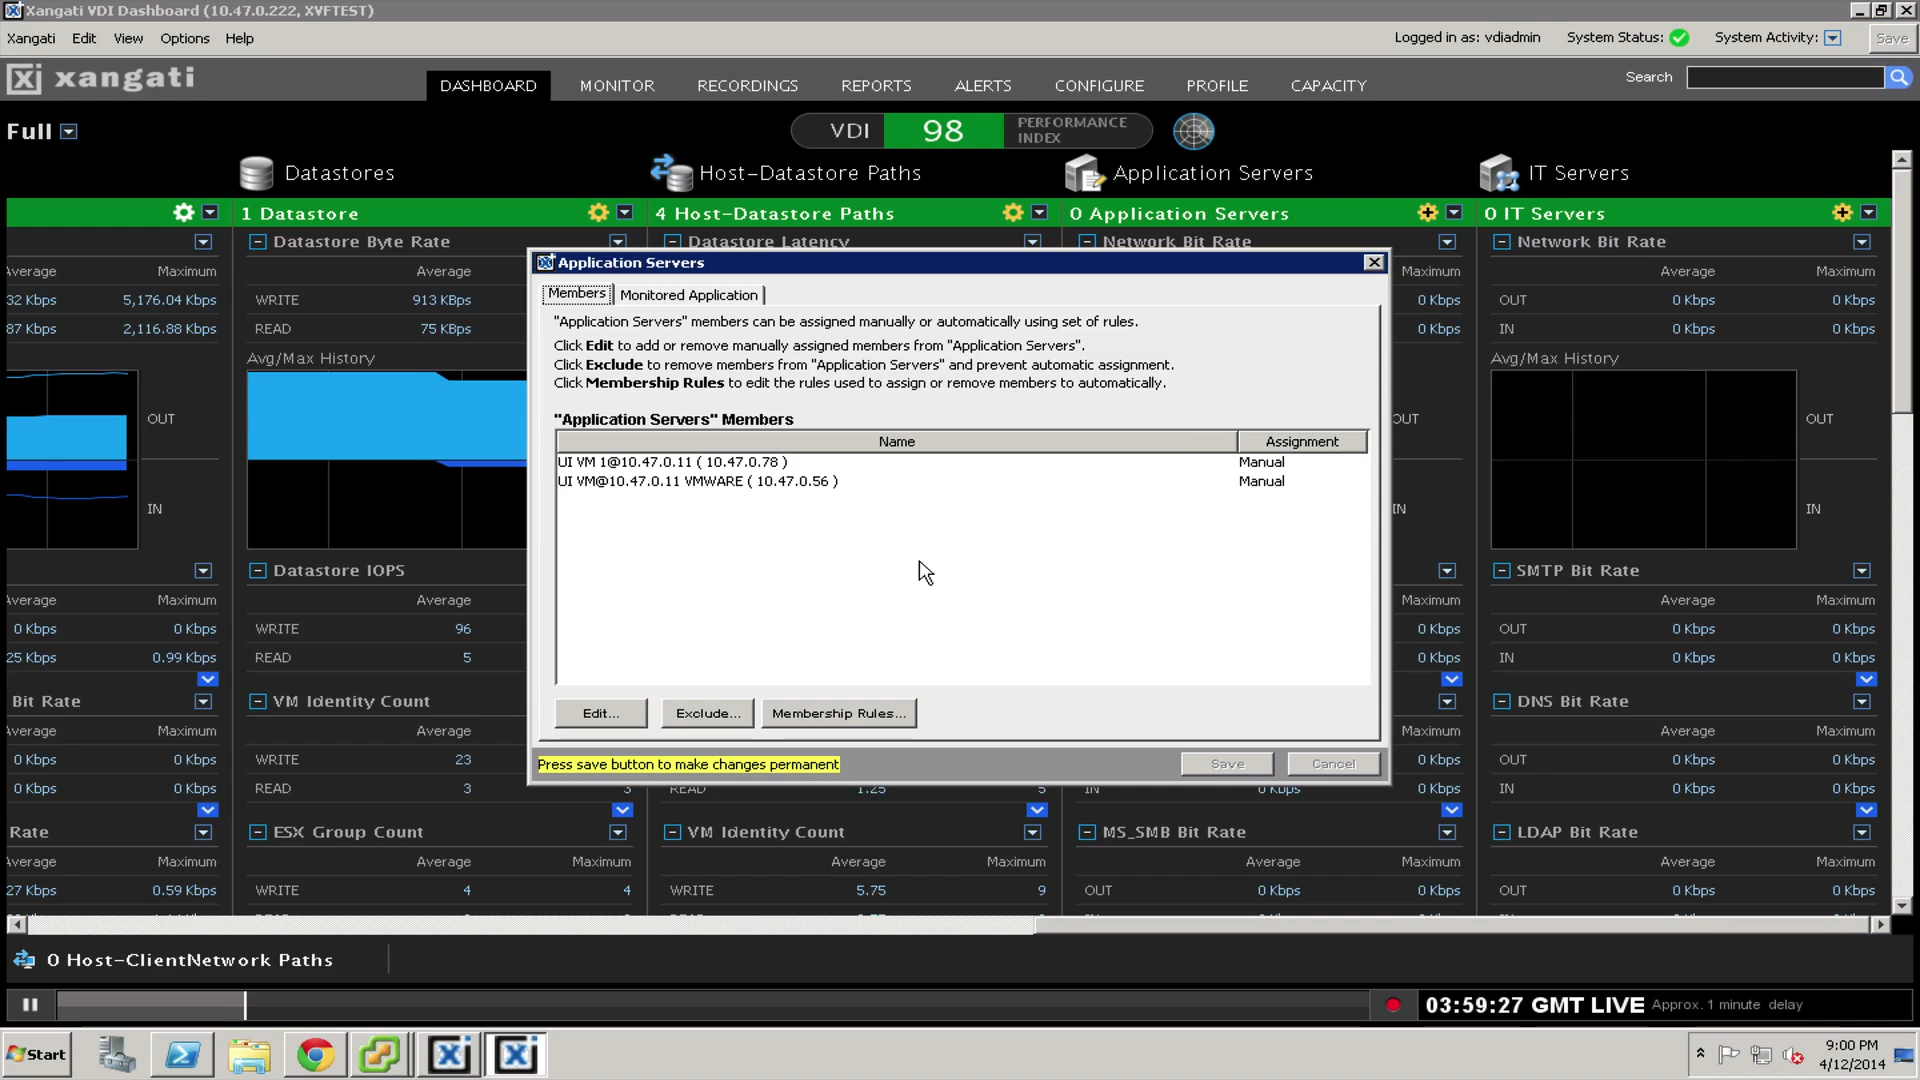 Xangati VDI Dashboard (10.47.0.222, XVFTEST)
Xangati Edit View Options Help
Logged in as: vdiadmin System Status: System Activity: Save
xangati
DASHBOARD MONITOR RECORDINGS REPORTS ALERTS CONFIGURE PROFILE CAPACITY
Search
Full
VDI 98 PERFORMANCE INDEX
Datastores Host-Datastore Paths Application Servers IT Servers
1 Datastore 4 Host-Datastore Paths 0 Application Servers 0 IT Servers
Datastore Byte Rate Datastore Latency Network Bit Rate Network Bit Rate
Average Maximum Average Maximum Average Maximum
32 Kbps 5,176.04 Kbps WRITE 913 KBps 0 Kbps OUT 0 Kbps 0 Kbps
87 Kbps 2,116.88 Kbps READ 75 KBps 0 Kbps IN 0 Kbps 0 Kbps
Avg/Max History Avg/Max History
OUT OUT OUT
IN IN IN
Application Servers
Members Monitored Application
"Application Servers" members can be assigned manually or automatically using set of rules.
Click Edit to add or remove manually assigned members from "Application Servers".
Click Exclude to remove members from "Application Servers" and prevent automatic assignment.
Click Membership Rules to edit the rules used to assign or remove members to automatically.
"Application Servers" Members
Name Assignment
UI VM 1@10.47.0.11 ( 10.47.0.78 ) Manual
UI VM@10.47.0.11 VMWARE ( 10.47.0.56 ) Manual
Edit... Exclude... Membership Rules...
Press save button to make changes permanent Save Cancel
Datastore IOPS SMTP Bit Rate
Average Maximum Average Maximum Average Maximum
0 Kbps 0 Kbps WRITE 96 0 Kbps OUT 0 Kbps 0 Kbps
25 Kbps 0.99 Kbps READ 5 0 Kbps IN 0 Kbps 0 Kbps
Bit Rate VM Identity Count DNS Bit Rate
Average Maximum Average Maximum Average Maximum
0 Kbps 0 Kbps WRITE 23 0 Kbps OUT 0 Kbps 0 Kbps
0 Kbps 0 Kbps READ 3 3 READ 1.25 5 IN 0 Kbps 0 Kbps IN 0 Kbps 0 Kbps
Rate ESX Group Count VM Identity Count MS_SMB Bit Rate LDAP Bit Rate
Average Maximum Average Maximum Average Maximum Average Maximum Average Maximum
27 Kbps 0.59 Kbps WRITE 4 4 WRITE 5.75 9 OUT 0 Kbps 0 Kbps OUT 0 Kbps 0 Kbps
0 Host-ClientNetwork Paths
03:59:27 GMT LIVE Approx. 1 minute delay
Start
9:00 PM
4/12/2014